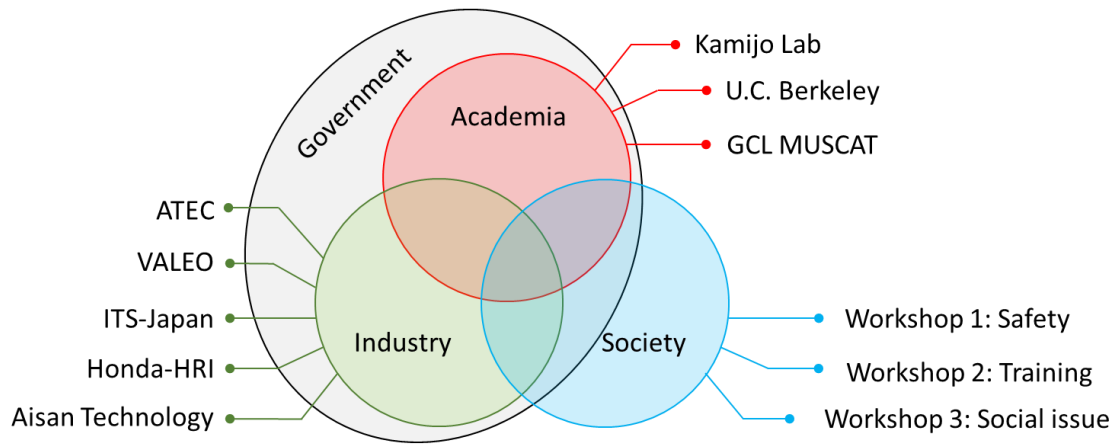 Government
Academia
Kamijo Lab
U.C. Berkeley
GCL MUSCAT
ATEC
VALEO
ITS-Japan
Honda-HRI
Aisan Technology
Industry
Society
Workshop 1: Safety
Workshop 2: Training
Workshop 3: Social issue